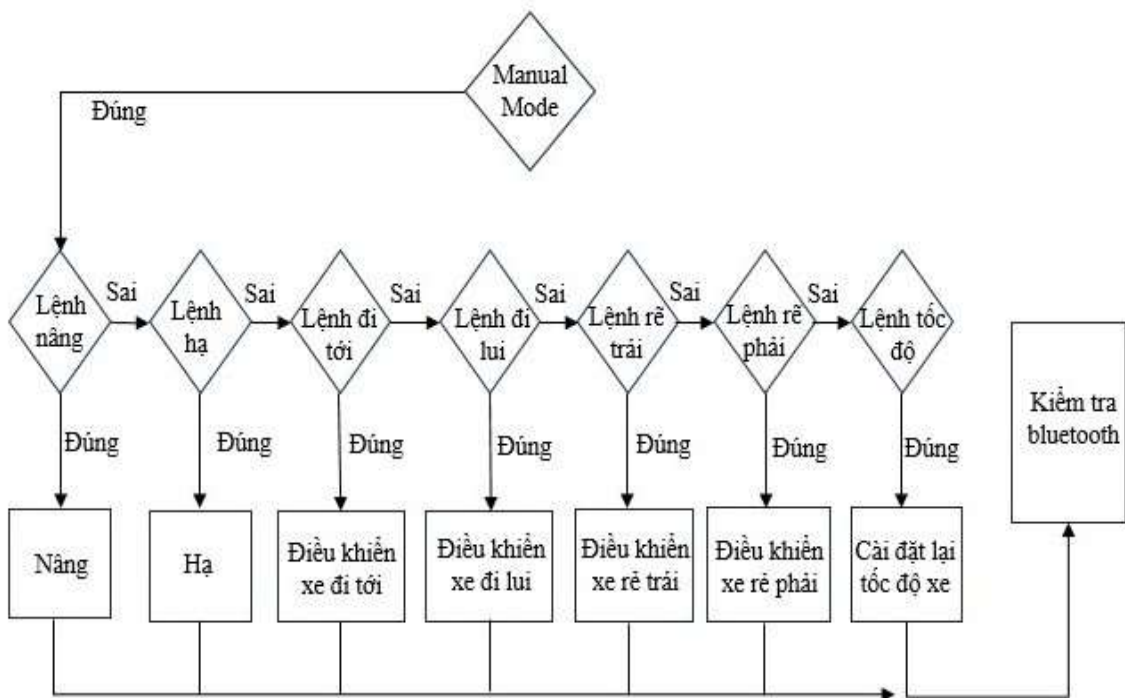 Manual
Mode
Đúng
Lệnh
nâng
Sai
Lệnh
hạ
Sai
Lệnh đi
tới
Sai
Lệnh đi
lui
Sai
Lệnh rẽ
trải
Sai
Lệnh rẽ
phải
Sai
Lệnh tốc
độ
Kiểm tra
bluetooth
Đúng
Đúng
Đúng
Đúng
Đúng
Đúng
Đúng
Nâng
Hạ
Điều khiển
xe đi tới
Điều khiển
xe đi lui
Điều khiển
xe rẻ trái
Điều khiển
xe rẻ phải
Cài đặt lại
tốc độ xe